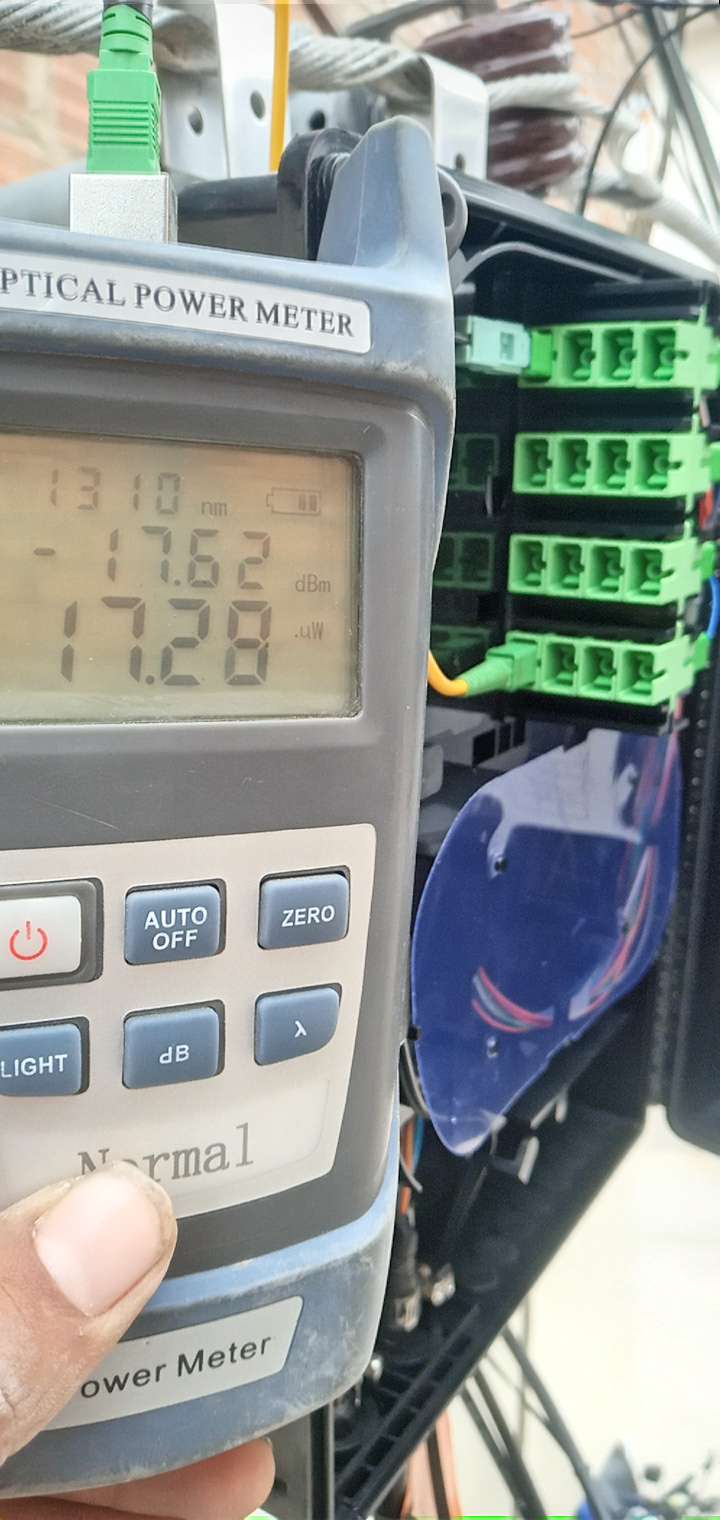 PTICAL POWER METER
1310 nm
-17.62 dBm
17.28 .uW
AUTO OFF
ZERO
LIGHT
dB
λ
Normal
ower Meter